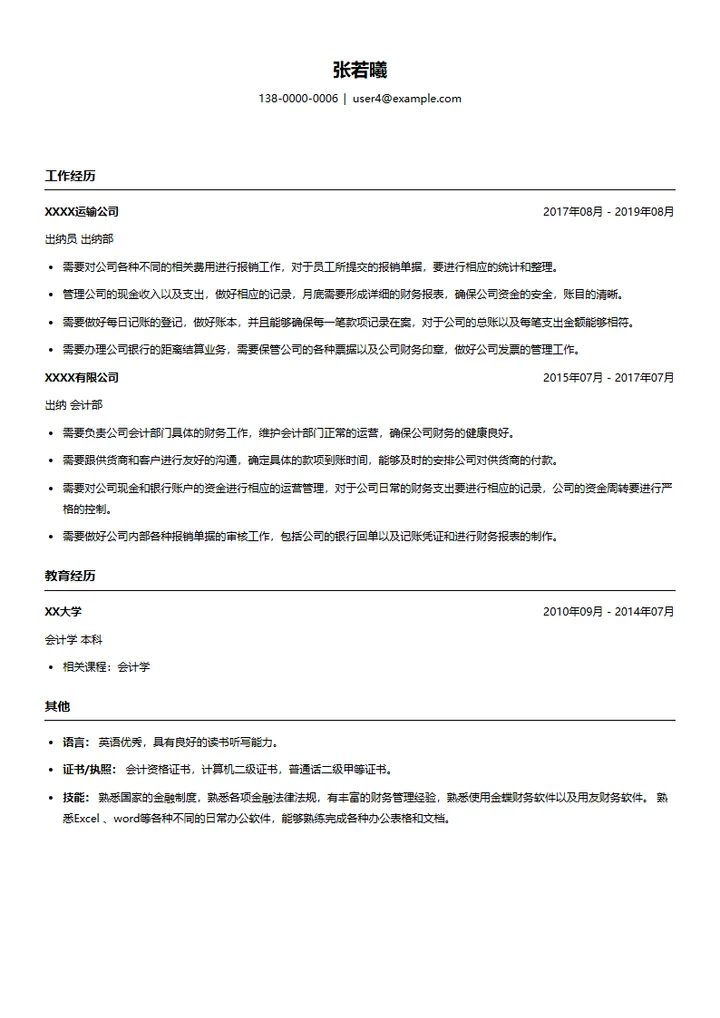 张若曦
138-0000-0006 | user4@example.com
工作经历
XXXX运输公司 2017年08月 - 2019年08月
出纳员 出纳部
• 需要对公司各种不同的相关费用进行报销工作，对于员工所提交的报销单据，要进行相应的统计和整理。
• 管理公司的现金收入以及支出，做好相应的记录，月底需要形成详细的财务报表，确保公司资金的安全，账目的清晰。
• 需要做好每日记账的登记，做好账本，并且能够确保每一笔款项记录在案，对于公司的总账以及每笔支出金额能够相符。
• 需要办理公司银行的距离结算业务，需要保管公司的各种票据以及公司财务印章，做好公司发票的管理工作。
XXXX有限公司 2015年07月 - 2017年07月
出纳 会计部
• 需要负责公司会计部门具体的财务工作，维护会计部门正常的运营，确保公司财务的健康良好。
• 需要跟供货商和客户进行友好的沟通，确定具体的款项到账时间，能够及时的安排公司对供货商的付款。
• 需要对公司现金和银行账户的资金进行相应的运营管理，对于公司日常的财务支出要进行相应的记录，公司的资金周转要进行严
格的控制。
• 需要做好公司内部各种报销单据的审核工作，包括公司的银行回单以及记账凭证和进行财务报表的制作。
教育经历
XX大学 2010年09月 - 2014年07月
会计学 本科
• 相关课程：会计学
其他
• 语言： 英语优秀，具有良好的读书听写能力。
• 证书/执照： 会计资格证书，计算机二级证书，普通话二级甲等证书。
• 技能： 熟悉国家的金融制度，熟悉各项金融法律法规，有丰富的财务管理经验，熟悉使用金蝶财务软件以及用友财务软件。 熟
悉Excel 、word等各种不同的日常办公软件，能够熟练完成各种办公表格和文档。